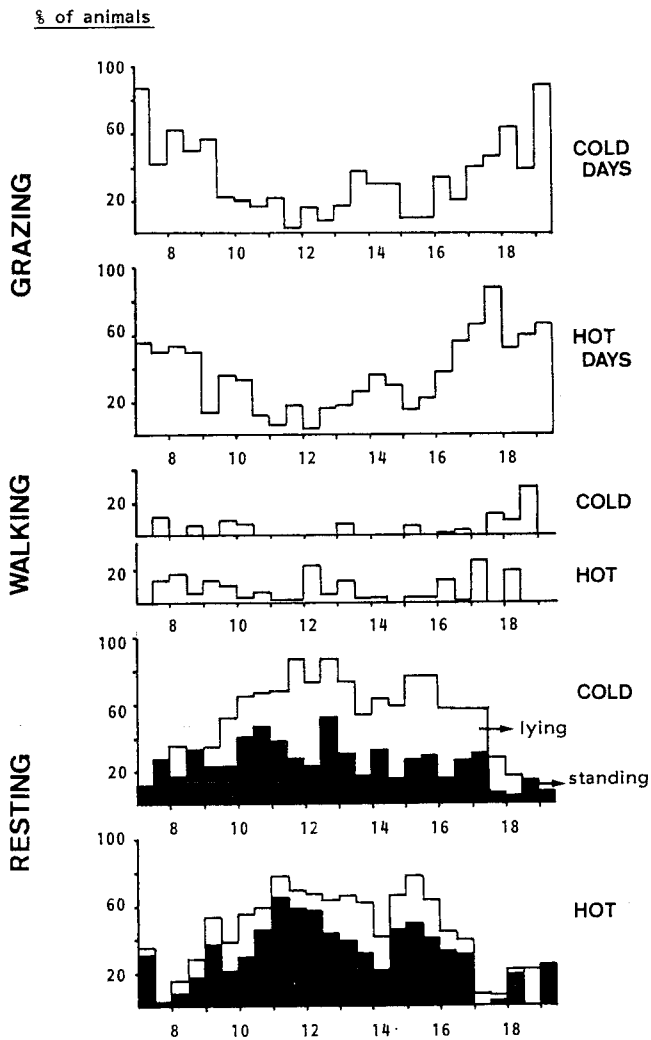 % of animals
GRAZING
100
60
20
COLD
DAYS
8 10 12 14 16 18
100
60
20
HOT
DAYS
8 10 12 14 16 18
WALKING
20
COLD
20
HOT
8 10 12 14 16 18
RESTING
100
60
20
COLD
lying
standing
8 10 12 14 16 18
100
60
20
HOT
8 10 12 14 16 18